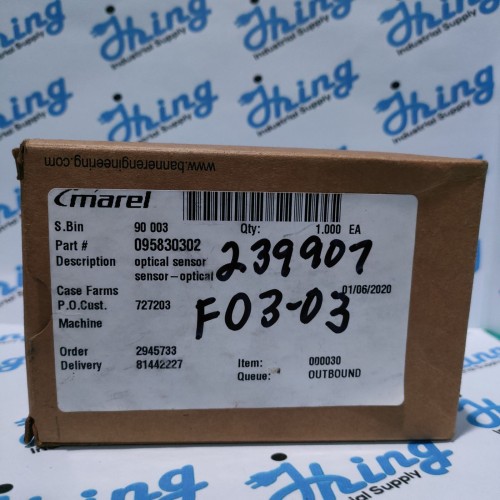 www.bannerengineering.com
marel
S.Bin 90 003 Qty: 1.000 EA
Part # 095830302
Description optical sensor
sensor-optical
239907
Case Farms 01/06/2020
P.O.Cust. 727203
F03-03
Machine
Order 2945733 Item: 000030
Delivery 81442227 Queue: OUTBOUND
Jhing
Industrial Supply